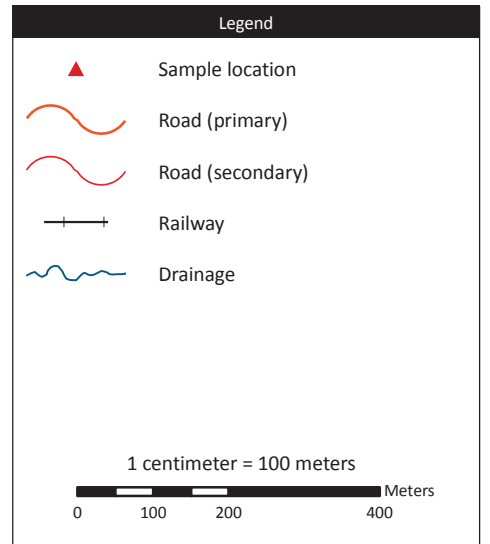 Legend
Sample location
Road (primary)
Road (secondary)
Railway
Drainage
1 centimeter = 100 meters
Meters
0 100 200 400